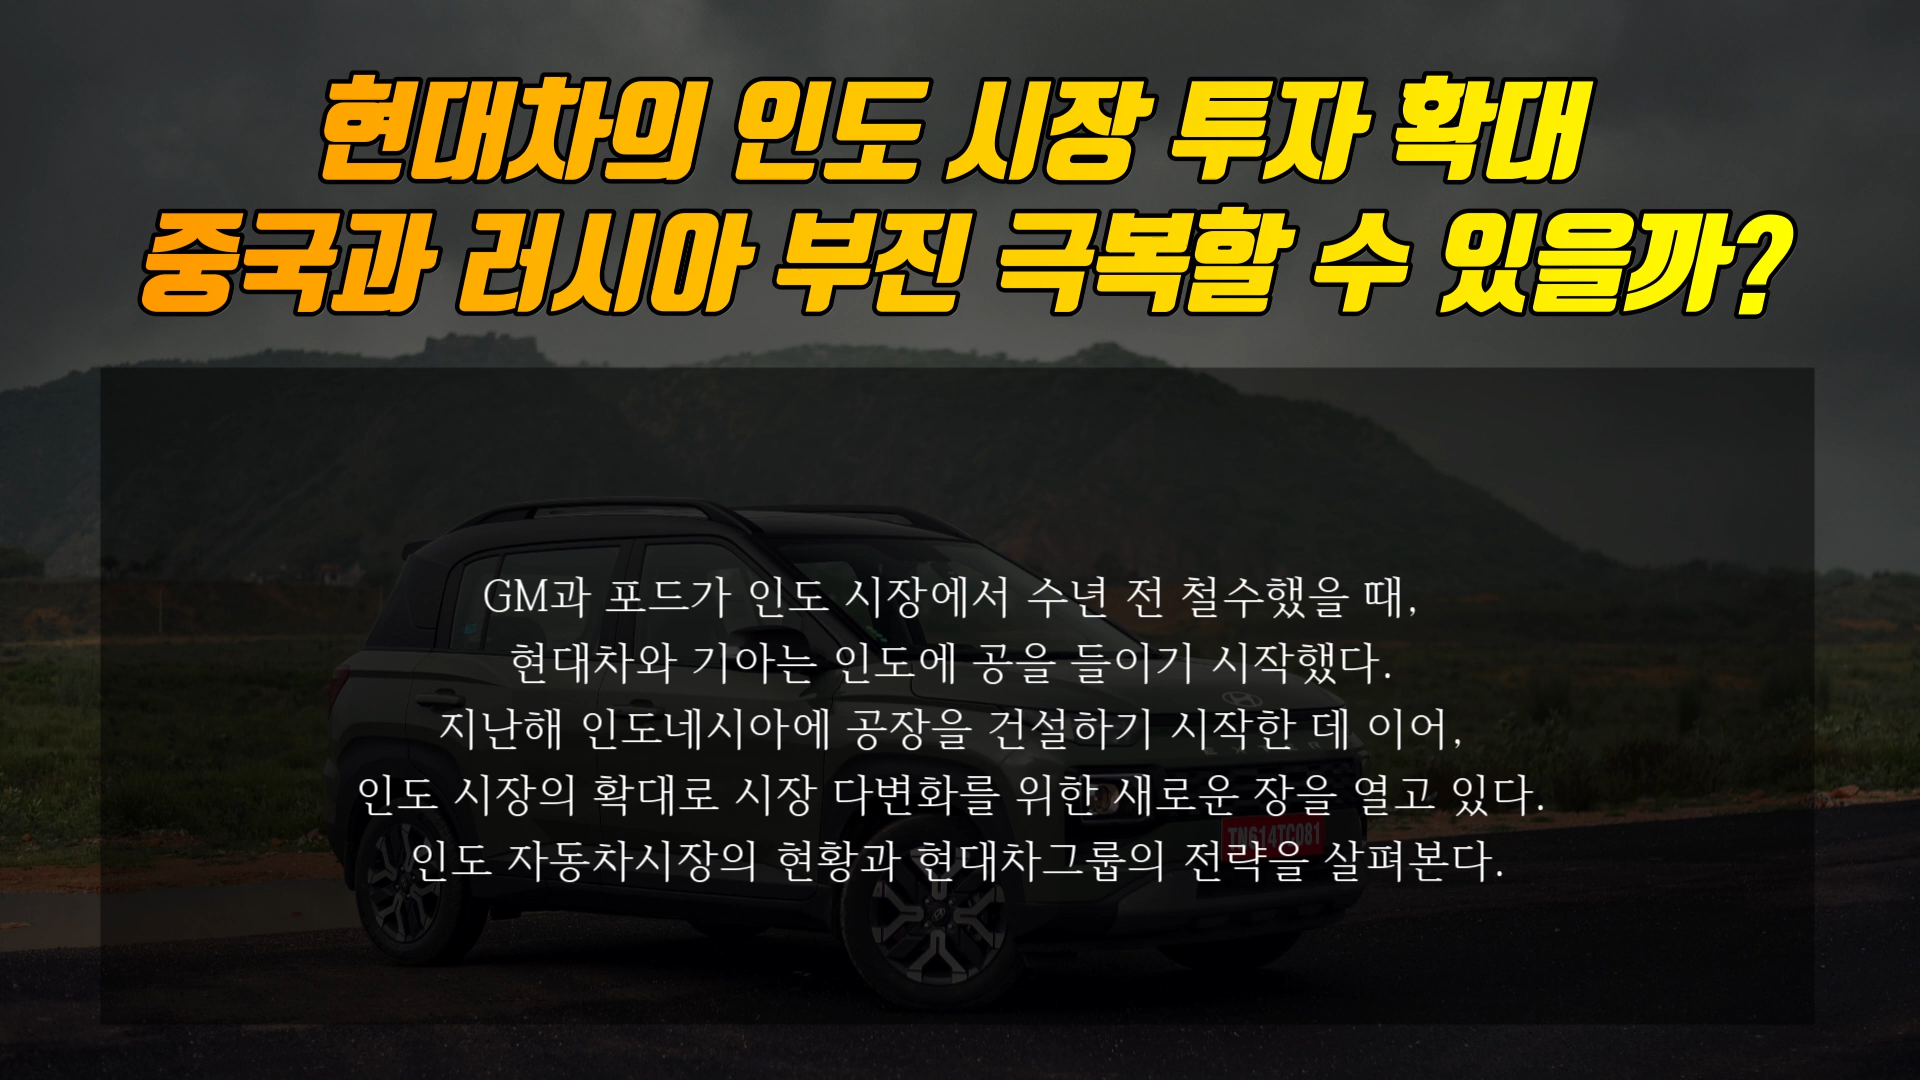 현대차의 인도 시장 투자 확대
중국과 러시아 부진 극복할 수 있을까?
GM과 포드가 인도 시장에서 수년 전 철수했을 때,
현대차와 기아는 인도에 공을 들이기 시작했다.
지난해 인도네시아에 공장을 건설하기 시작한 데 이어,
인도 시장의 확대로 시장 다변화를 위한 새로운 장을 열고 있다.
TN614TC081
인도 자동차시장의 현황과 현대차그룹의 전략을 살펴본다.